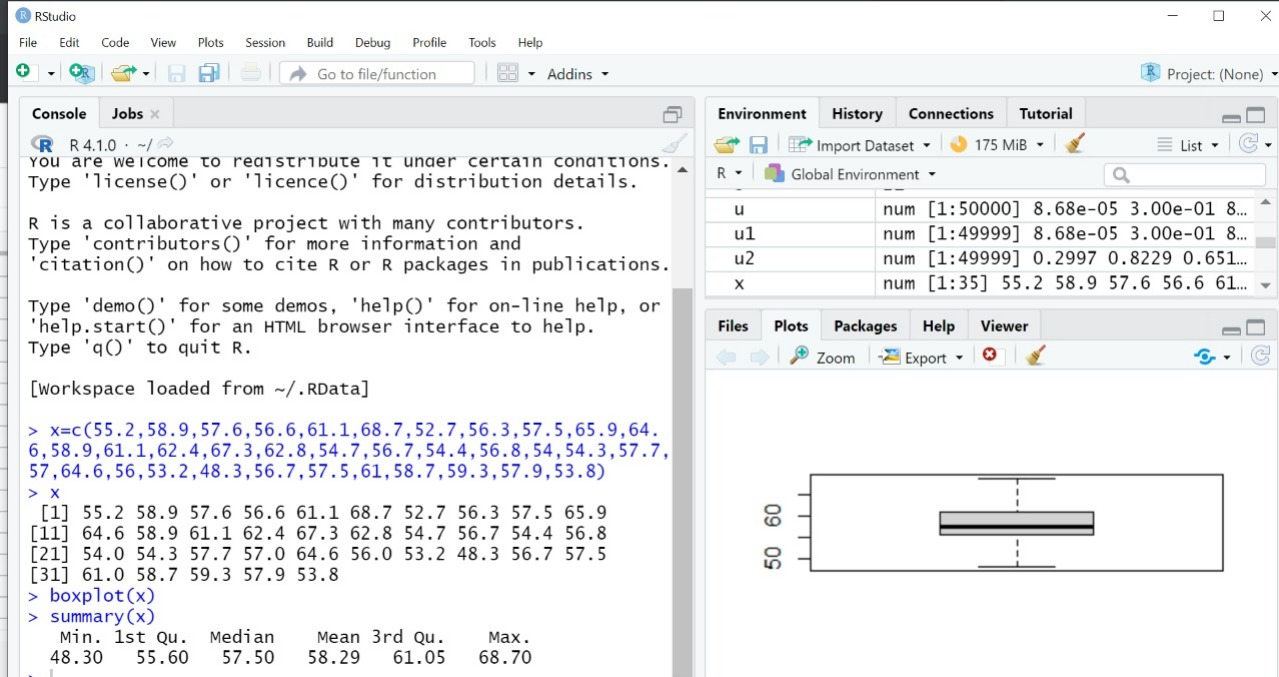 RStudio
File Edit Code View Plots Session Build Debug Profile Tools Help
Go to file/function Addins Project: (None)
Console Jobs
R 4.1.0 · ~/
You are welcome to redistribute it under certain conditions.
Type 'license()' or 'licence()' for distribution details.
R is a collaborative project with many contributors.
Type 'contributors()' for more information and
'citation()' on how to cite R or R packages in publications.
Type 'demo()' for some demos, 'help()' for on-line help, or
'help.start()' for an HTML browser interface to help.
Type 'q()' to quit R.
[Workspace loaded from ~/.RData]
> x=c(55.2,58.9,57.6,56.6,61.1,68.7,52.7,56.3,57.5,65.9,64.
6,58.9,61.1,62.4,67.3,62.8,54.7,56.7,54.4,56.8,54,54.3,57.7,
57,64.6,56,53.2,48.3,56.7,57.5,61,58.7,59.3,57.9,53.8)
> x
[1] 55.2 58.9 57.6 56.6 61.1 68.7 52.7 56.3 57.5 65.9
[11] 64.6 58.9 61.1 62.4 67.3 62.8 54.7 56.7 54.4 56.8
[21] 54.0 54.3 57.7 57.0 64.6 56.0 53.2 48.3 56.7 57.5
[31] 61.0 58.7 59.3 57.9 53.8
> boxplot(x)
> summary(x)
Min. 1st Qu. Median Mean 3rd Qu. Max.
48.30 55.60 57.50 58.29 61.05 68.70
>
Environment History Connections Tutorial
Import Dataset 175 MiB List
R Global Environment
u num [1:50000] 8.68e-05 3.00e-01 8...
u1 num [1:49999] 8.68e-05 3.00e-01 8...
u2 num [1:49999] 0.2997 0.8229 0.651...
x num [1:35] 55.2 58.9 57.6 56.6 61...
Files Plots Packages Help Viewer
Zoom Export
60
50